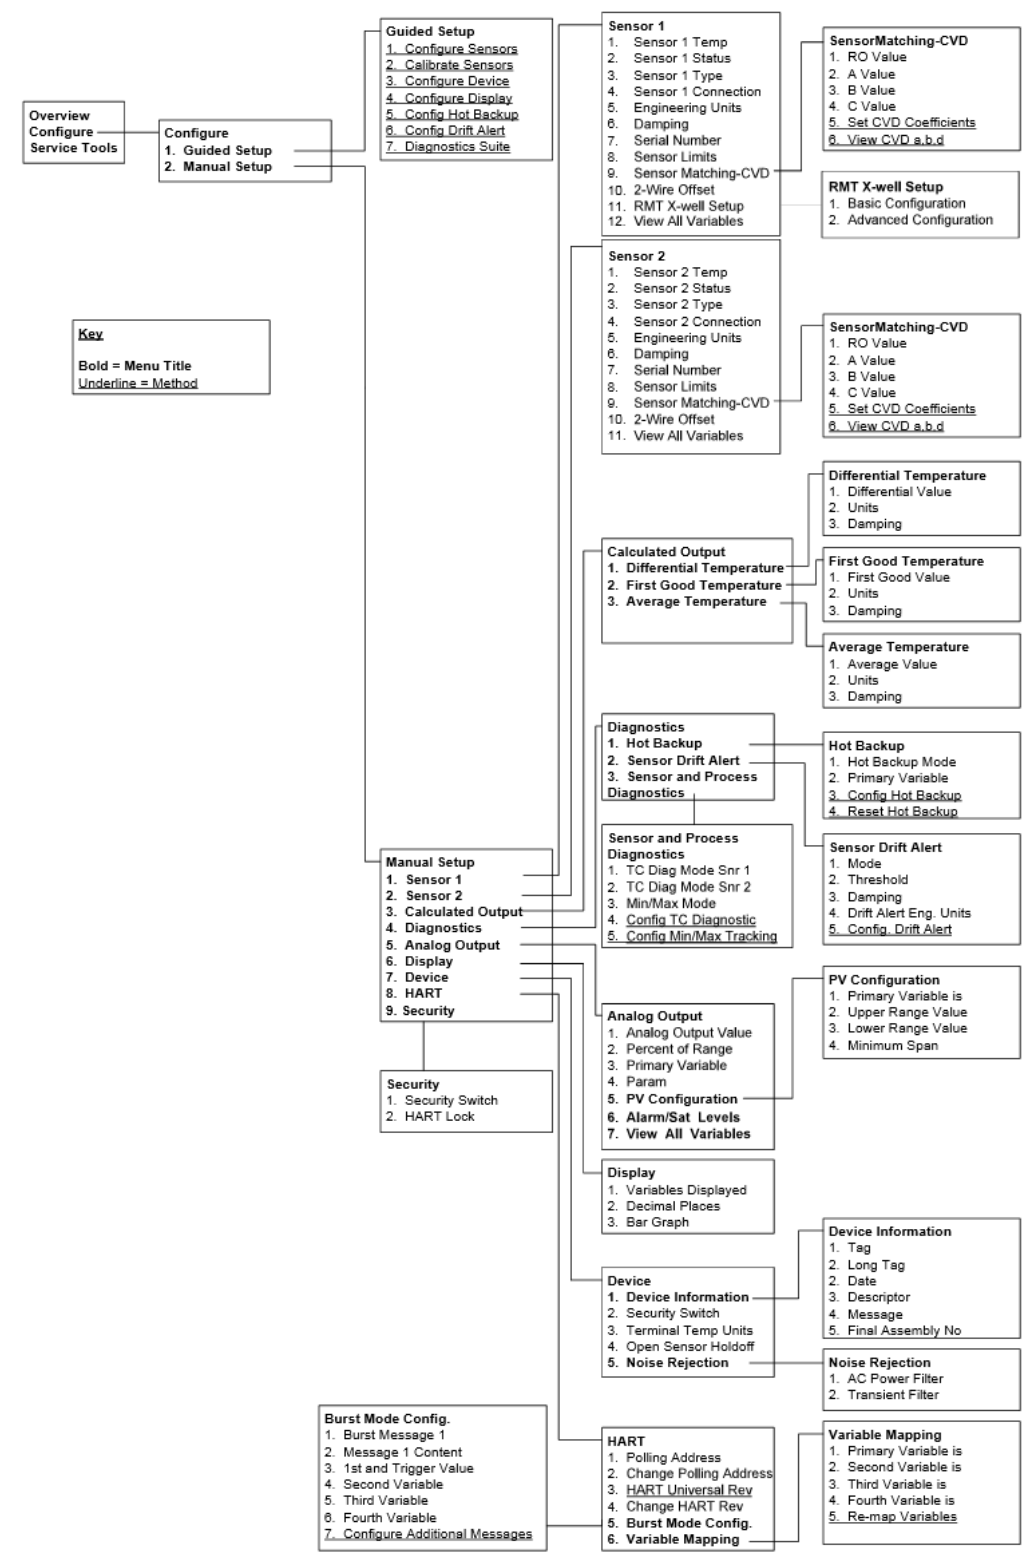 Overview
Configure
Service Tools
Configure
1. Guided Setup
2. Manual Setup
Guided Setup
1. Configure Sensors
2. Calibrate Sensors
3. Configure Device
4. Configure Display
5. Config Hot Backup
6. Config Drift Alert
7. Diagnostics Suite
Key
Bold = Menu Title
Underline = Method
Sensor 1
1. Sensor 1 Temp
2. Sensor 1 Status
3. Sensor 1 Type
4. Sensor 1 Connection
5. Engineering Units
6. Damping
7. Serial Number
8. Sensor Limits
9. Sensor Matching-CVD
10. 2-Wire Offset
11. RMT X-well Setup
12. View All Variables
SensorMatching-CVD
1. RO Value
2. A Value
3. B Value
4. C Value
5. Set CVD Coefficients
6. View CVD a,b,d
RMT X-well Setup
1. Basic Configuration
2. Advanced Configuration
Sensor 2
1. Sensor 2 Temp
2. Sensor 2 Status
3. Sensor 2 Type
4. Sensor 2 Connection
5. Engineering Units
6. Damping
7. Serial Number
8. Sensor Limits
9. Sensor Matching-CVD
10. 2-Wire Offset
11. View All Variables
SensorMatching-CVD
1. RO Value
2. A Value
3. B Value
4. C Value
5. Set CVD Coefficients
6. View CVD a,b,d
Calculated Output
1. Differential Temperature
2. First Good Temperature
3. Average Temperature
Differential Temperature
1. Differential Value
2. Units
3. Damping
First Good Temperature
1. First Good Value
2. Units
3. Damping
Average Temperature
1. Average Value
2. Units
3. Damping
Diagnostics
1. Hot Backup
2. Sensor Drift Alert
3. Sensor and Process
Diagnostics
Hot Backup
1. Hot Backup Mode
2. Primary Variable
3. Config Hot Backup
4. Reset Hot Backup
Sensor and Process
Diagnostics
1. TC Diag Mode Snr 1
2. TC Diag Mode Snr 2
3. Min/Max Mode
4. Config TC Diagnostic
5. Config Min/Max Tracking
Sensor Drift Alert
1. Mode
2. Threshold
3. Damping
4. Drift Alert Eng. Units
5. Config. Drift Alert
Manual Setup
1. Sensor 1
2. Sensor 2
3. Calculated Output
4. Diagnostics
5. Analog Output
6. Display
7. Device
8. HART
9. Security
Security
1. Security Switch
2. HART Lock
Analog Output
1. Analog Output Value
2. Percent of Range
3. Primary Variable
4. Param
5. PV Configuration
6. Alarm/Sat Levels
7. View All Variables
PV Configuration
1. Primary Variable is
2. Upper Range Value
3. Lower Range Value
4. Minimum Span
Display
1. Variables Displayed
2. Decimal Places
3. Bar Graph
Device
1. Device Information
2. Security Switch
3. Terminal Temp Units
4. Open Sensor Holdoff
5. Noise Rejection
Device Information
1. Tag
2. Long Tag
2. Date
3. Descriptor
4. Message
5. Final Assembly No
Noise Rejection
1. AC Power Filter
2. Transient Filter
Burst Mode Config.
1. Burst Message 1
2. Message 1 Content
3. 1st and Trigger Value
4. Second Variable
5. Third Variable
6. Fourth Variable
7. Configure Additional Messages
HART
1. Polling Address
2. Change Polling Address
3. HART Universal Rev
4. Change HART Rev
5. Burst Mode Config.
6. Variable Mapping
Variable Mapping
1. Primary Variable is
2. Second Variable is
3. Third Variable is
4. Fourth Variable is
5. Re-map Variables